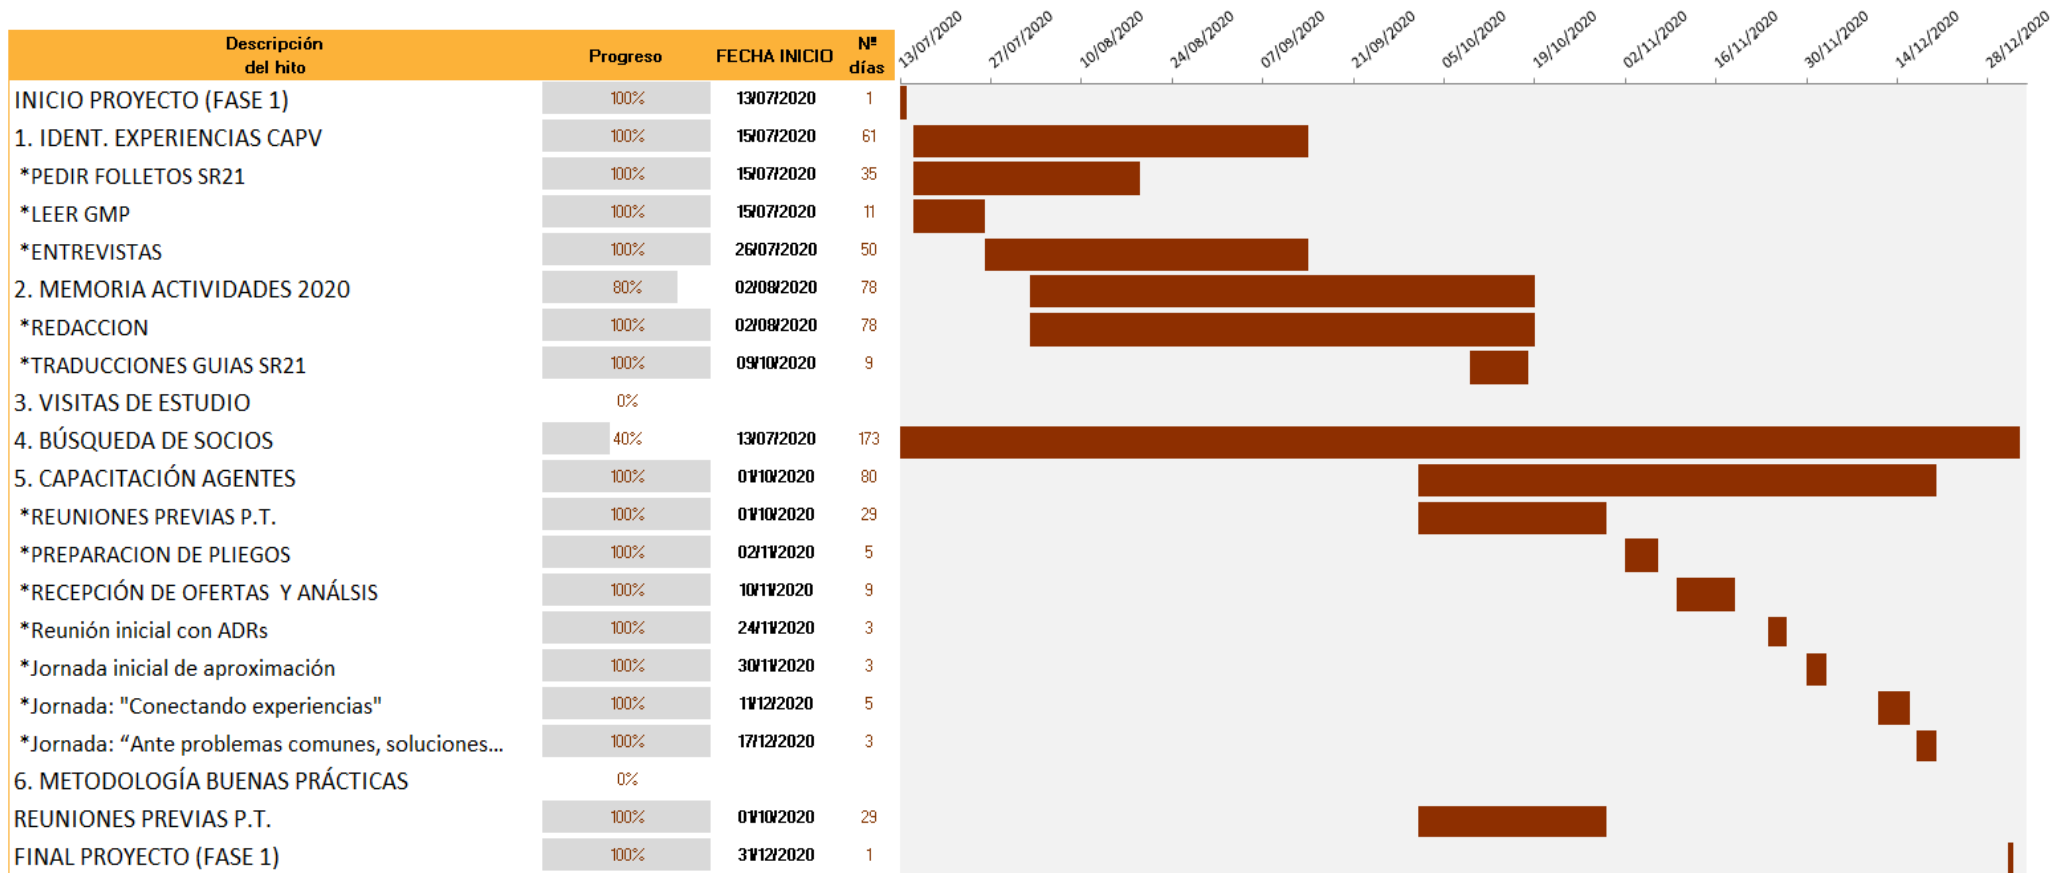 13/07/2020 27/07/2020 10/08/2020 24/08/2020 07/09/2020 21/09/2020 05/10/2020 19/10/2020 02/11/2020 16/11/2020 30/11/2020 14/12/2020 28/12/2020
Descripción
del hito
Progreso
FECHA INICIO
Nº
días
INICIO PROYECTO (FASE 1) 100% 13/07/2020 1
1. IDENT. EXPERIENCIAS CAPV 100% 15/07/2020 61
*PEDIR FOLLETOS SR21 100% 15/07/2020 35
*LEER GMP 100% 15/07/2020 11
*ENTREVISTAS 100% 26/07/2020 50
2. MEMORIA ACTIVIDADES 2020 80% 02/08/2020 78
*REDACCION 100% 02/08/2020 78
*TRADUCCIONES GUIAS SR21 100% 09/10/2020 9
3. VISITAS DE ESTUDIO 0%
4. BÚSQUEDA DE SOCIOS 40% 13/07/2020 173
5. CAPACITACIÓN AGENTES 100% 01/10/2020 80
*REUNIONES PREVIAS P.T. 100% 01/10/2020 29
*PREPARACION DE PLIEGOS 100% 02/11/2020 5
*RECEPCIÓN DE OFERTAS Y ANÁLSIS 100% 10/11/2020 9
*Reunión inicial con ADRs 100% 24/11/2020 3
*Jornada inicial de aproximación 100% 30/11/2020 3
*Jornada: "Conectando experiencias" 100% 11/12/2020 5
*Jornada: “Ante problemas comunes, soluciones... 100% 17/12/2020 3
6. METODOLOGÍA BUENAS PRÁCTICAS 0%
REUNIONES PREVIAS P.T. 100% 01/10/2020 29
FINAL PROYECTO (FASE 1) 100% 31/12/2020 1